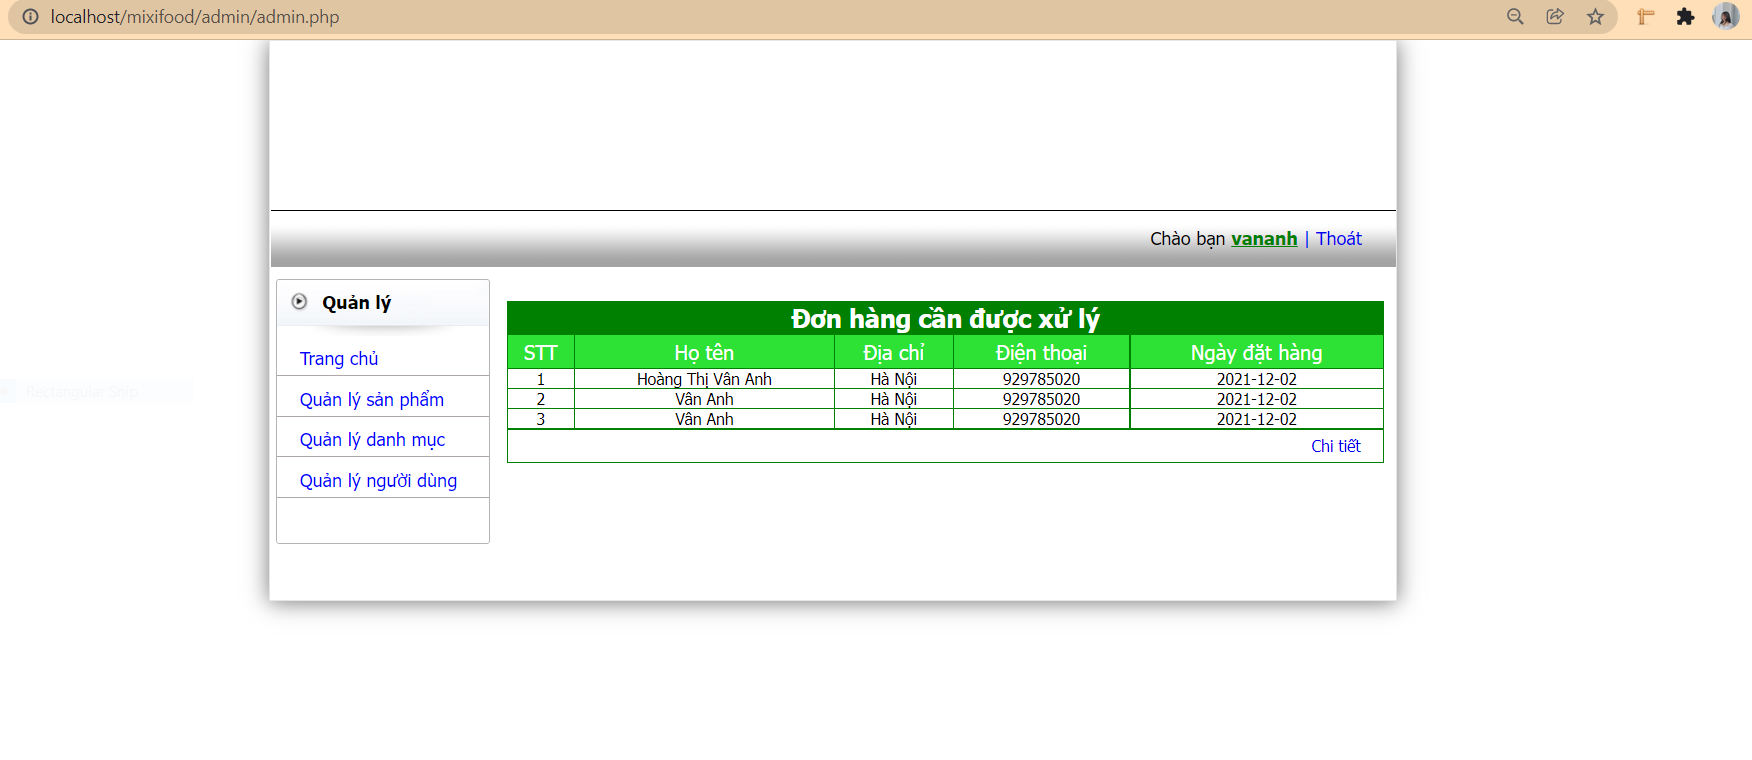 localhost/mixifood/admin/admin.php
Chào bạn vananh | Thoát
Quản lý
Trang chủ
Quản lý sản phẩm
Quản lý danh mục
Quản lý người dùng
Rectangular Snip
Đơn hàng cần được xử lý
STT Họ tên Địa chỉ Điện thoại Ngày đặt hàng
1 Hoàng Thị Vân Anh Hà Nội 929785020 2021-12-02
2 Vân Anh Hà Nội 929785020 2021-12-02
3 Vân Anh Hà Nội 929785020 2021-12-02
Chi tiết